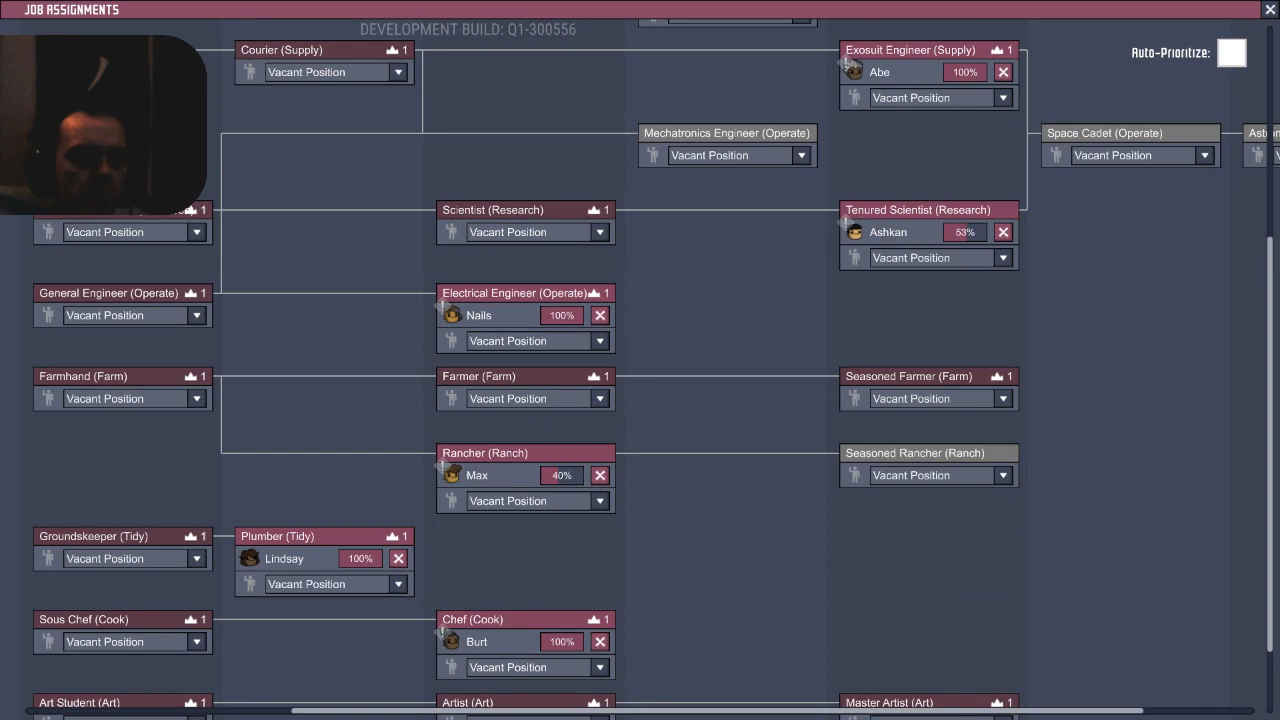 JOB ASSIGNMENTS
DEVELOPMENT BUILD: Q1-300556
Courier (Supply) 1
Vacant Position
Exosuit Engineer (Supply) 1
Abe 100%
Vacant Position
Auto-Prioritize:
Mechatronics Engineer (Operate)
Vacant Position
Space Cadet (Operate)
Vacant Position
1
Vacant Position
Scientist (Research) 1
Vacant Position
Tenured Scientist (Research)
Ashkan 53%
Vacant Position
General Engineer (Operate) 1
Vacant Position
Electrical Engineer (Operate) 1
Nails 100%
Vacant Position
Farmhand (Farm) 1
Vacant Position
Farmer (Farm) 1
Vacant Position
Seasoned Farmer (Farm) 1
Vacant Position
Rancher (Ranch)
Max 40%
Vacant Position
Seasoned Rancher (Ranch)
Vacant Position
Groundskeeper (Tidy) 1
Vacant Position
Plumber (Tidy) 1
Lindsay 100%
Vacant Position
Sous Chef (Cook) 1
Vacant Position
Chef (Cook) 1
Burt 100%
Vacant Position
Art Student (Art) 1
Artist (Art) 1
Master Artist (Art) 1